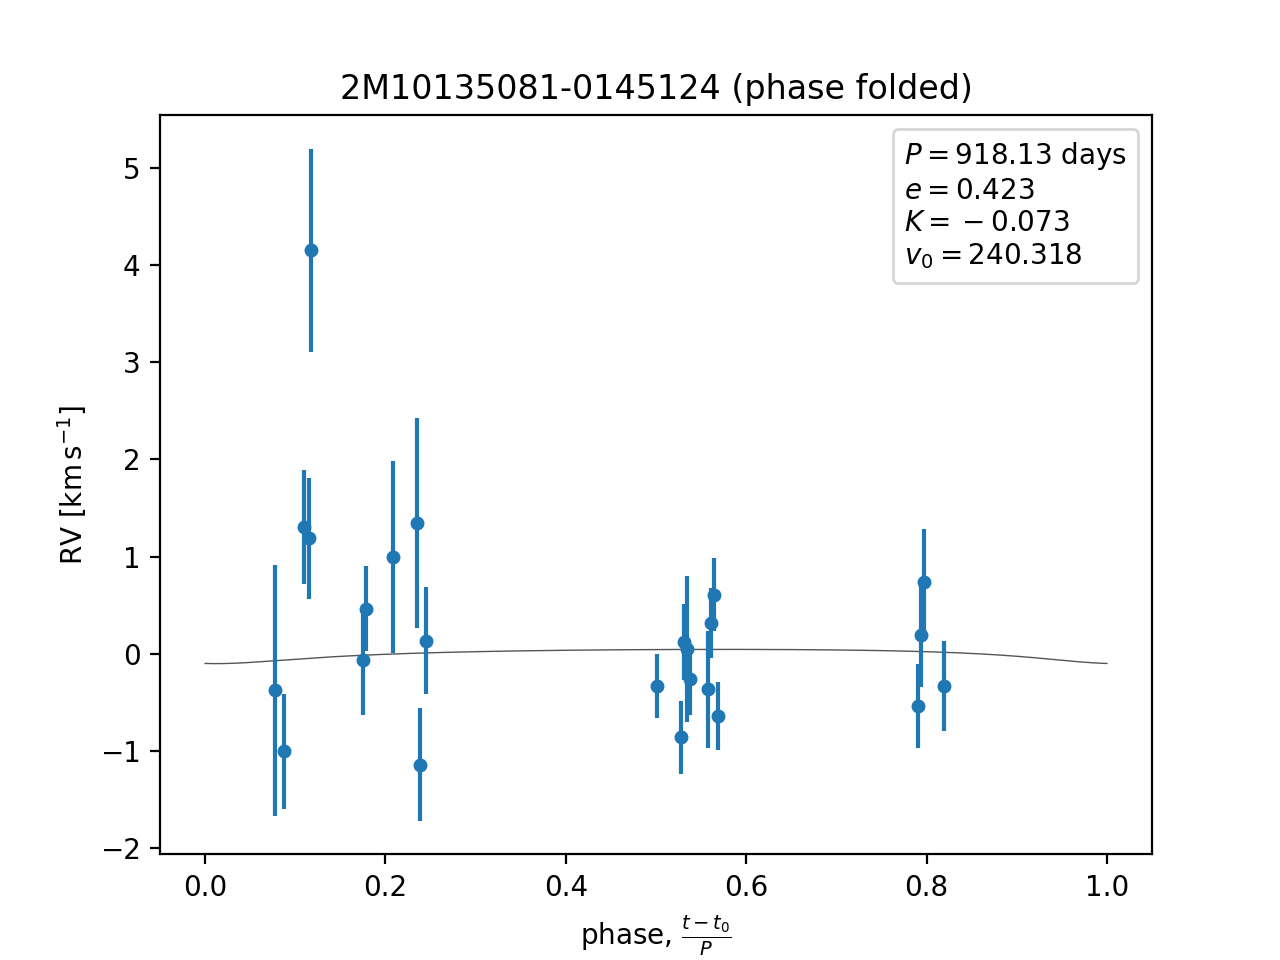 2M10135081-0145124 (phase folded)
P = 918.13 days
e = 0.423
K = −0.073
v₀ = 240.318
RV [km s⁻¹]
5
4
3
2
1
0
−1
−2
0.0 0.2 0.4 0.6 0.8 1.0
phase, (t − t₀)/P